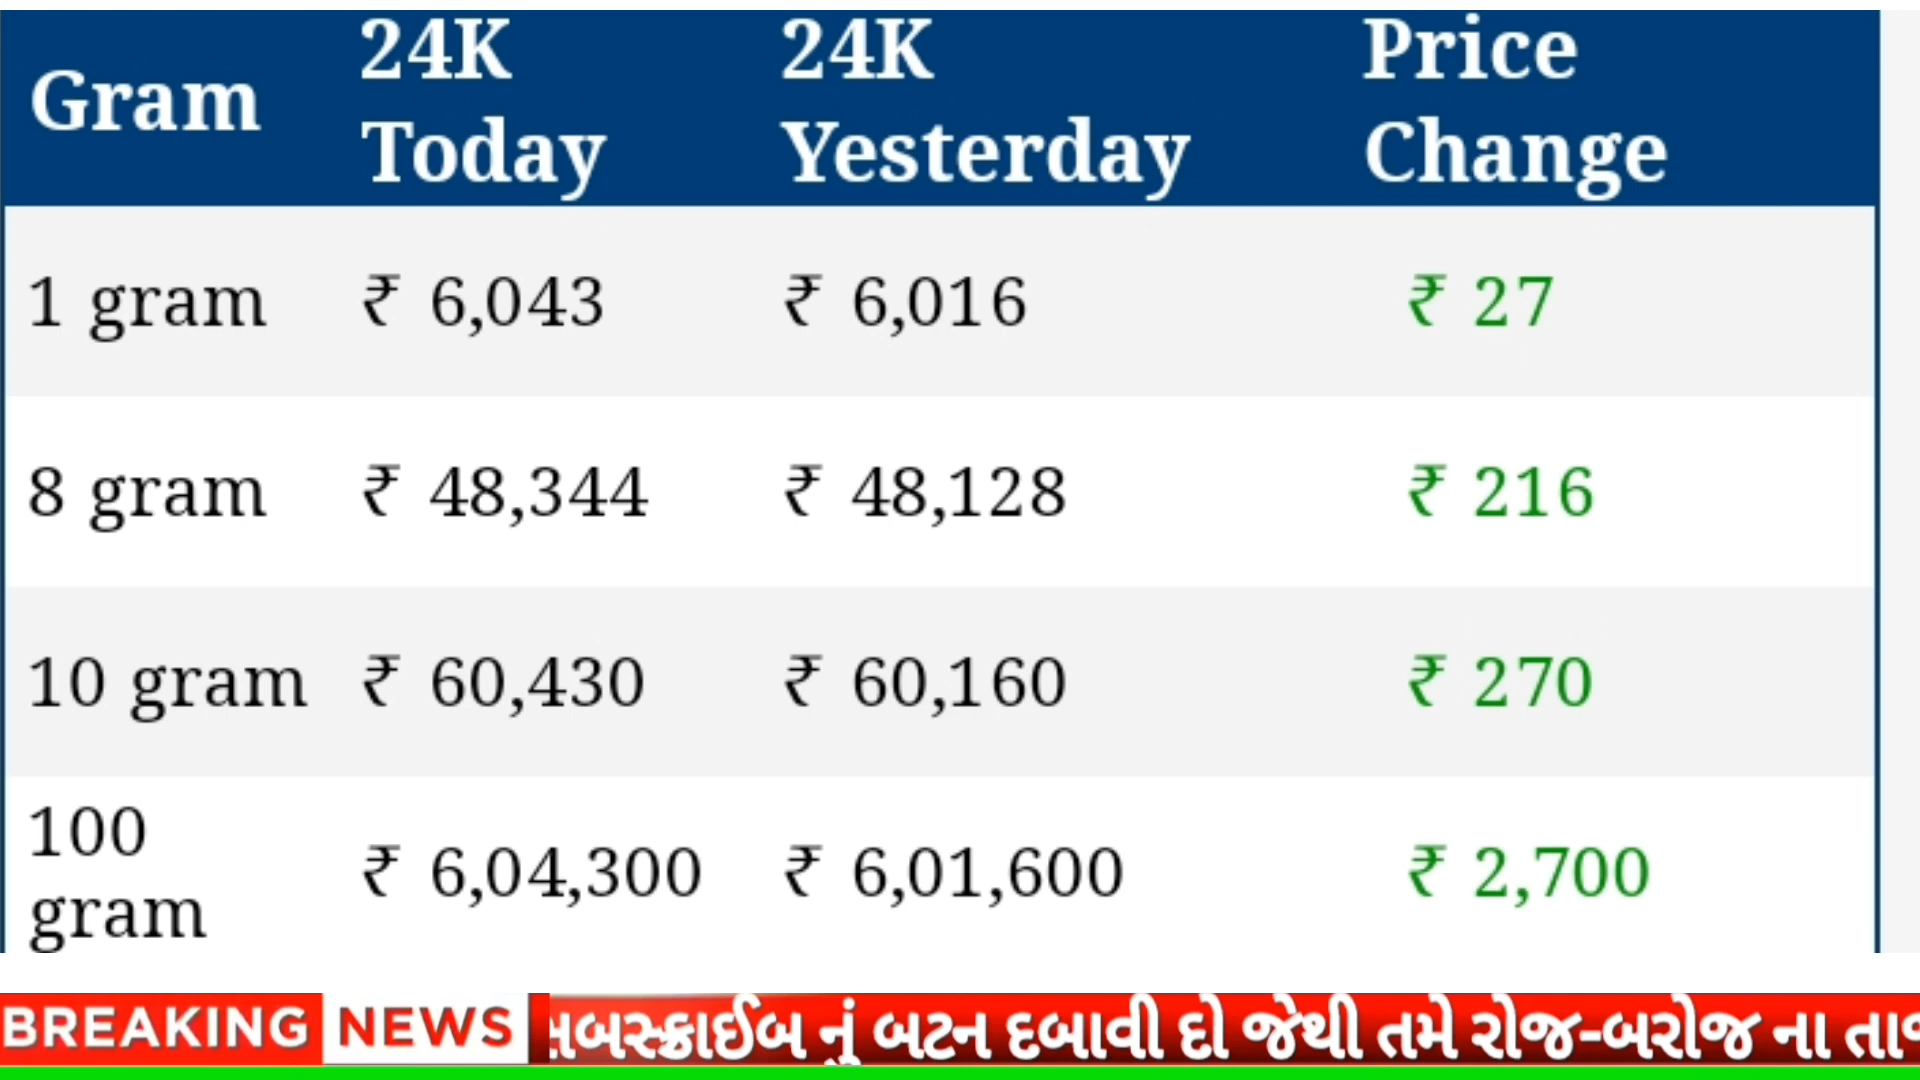 Gram 24K Today 24K Yesterday Price Change
1 gram ₹ 6,043 ₹ 6,016 ₹ 27
8 gram ₹ 48,344 ₹ 48,128 ₹ 216
10 gram ₹ 60,430 ₹ 60,160 ₹ 270
100 gram ₹ 6,04,300 ₹ 6,01,600 ₹ 2,700
BREAKING NEWS સબસ્ક્રાઈબ નું બટન દબાવી દો જેથી તમે રોજ-બરોજ ના